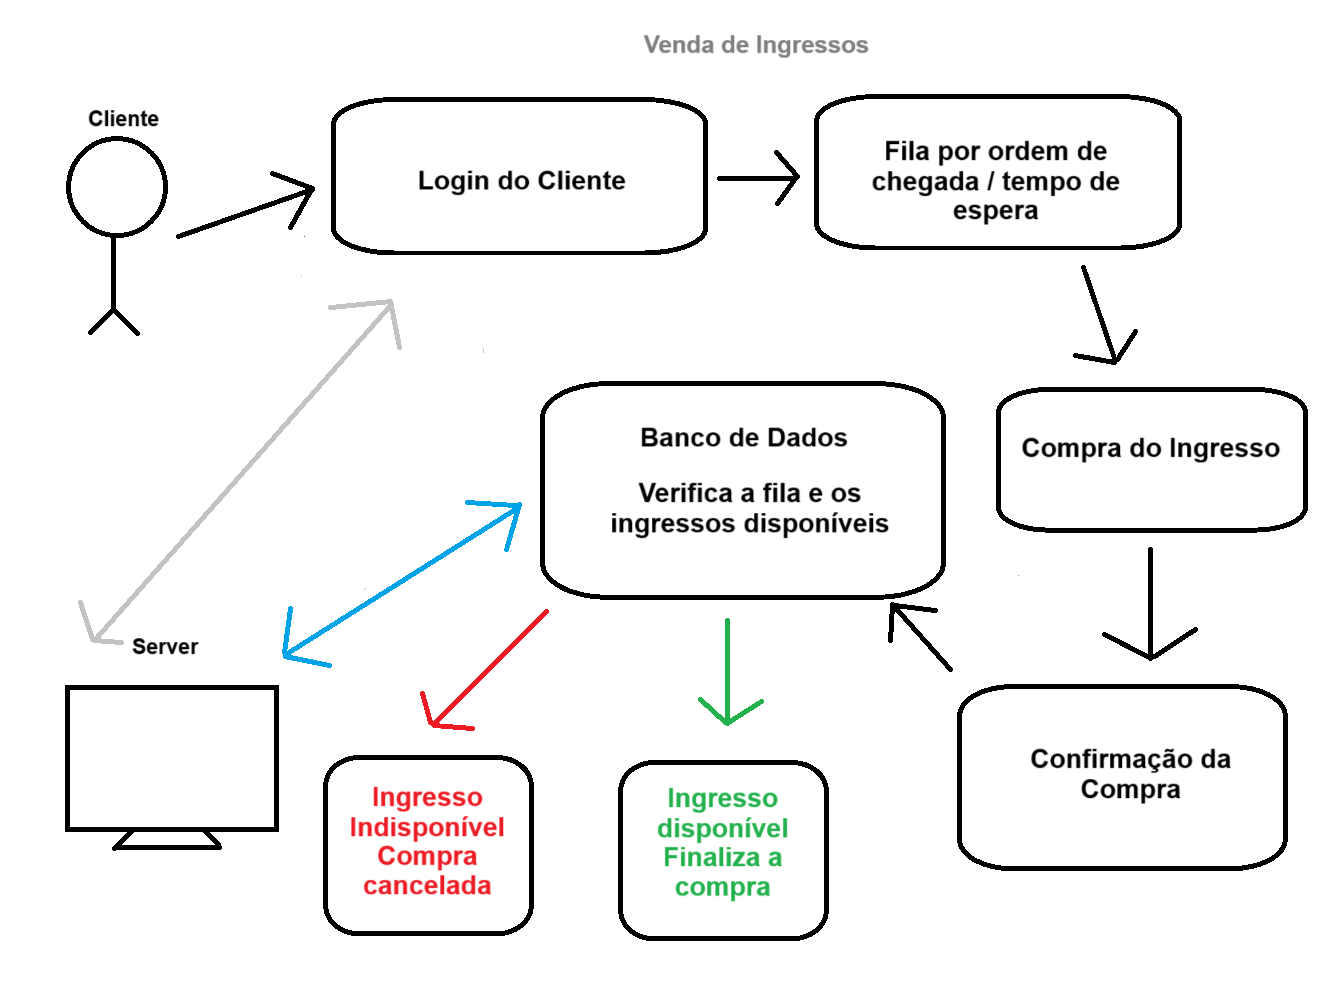 Venda de Ingressos
Cliente
Login do Cliente
Fila por ordem de
chegada / tempo de
espera
Compra do Ingresso
Banco de Dados
Verifica a fila e os
ingressos disponíveis
Server
Confirmação da
Compra
Ingresso
Indisponível
Compra
cancelada
Ingresso
disponível
Finaliza a
compra